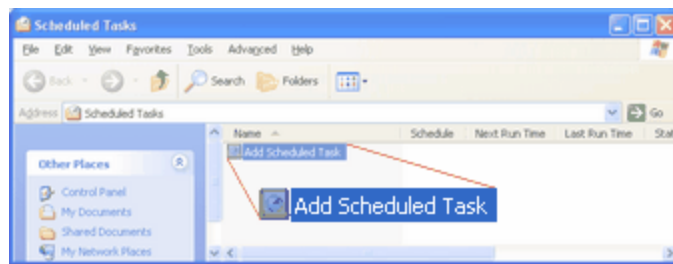 Scheduled Tasks
File Edit View Favorites Tools Advanced Help
Back Search Folders
Address Scheduled Tasks Go
Name Schedule Next Run Time Last Run Time Stat
Add Scheduled Task
Other Places
Control Panel
My Documents
Shared Documents
My Network Places
Add Scheduled Task